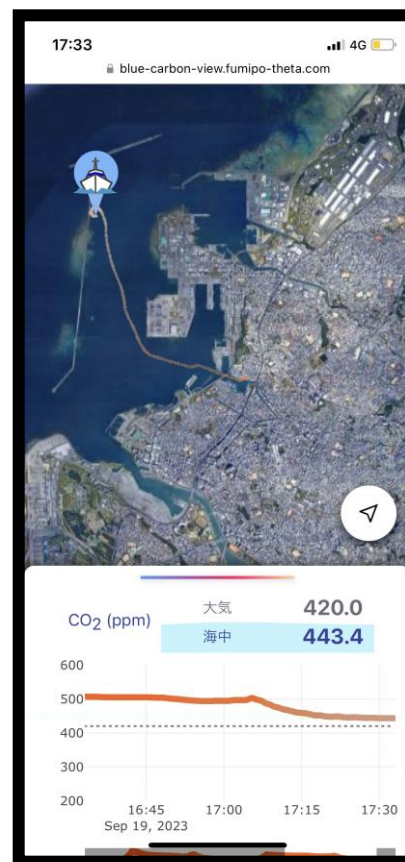 17:33 4G
blue-carbon-view.fumipo-theta.com
CO2 (ppm) 大気 420.0
海中 443.4
600
500
400
300
200
16:45 17:00 17:15 17:30
Sep 19, 2023